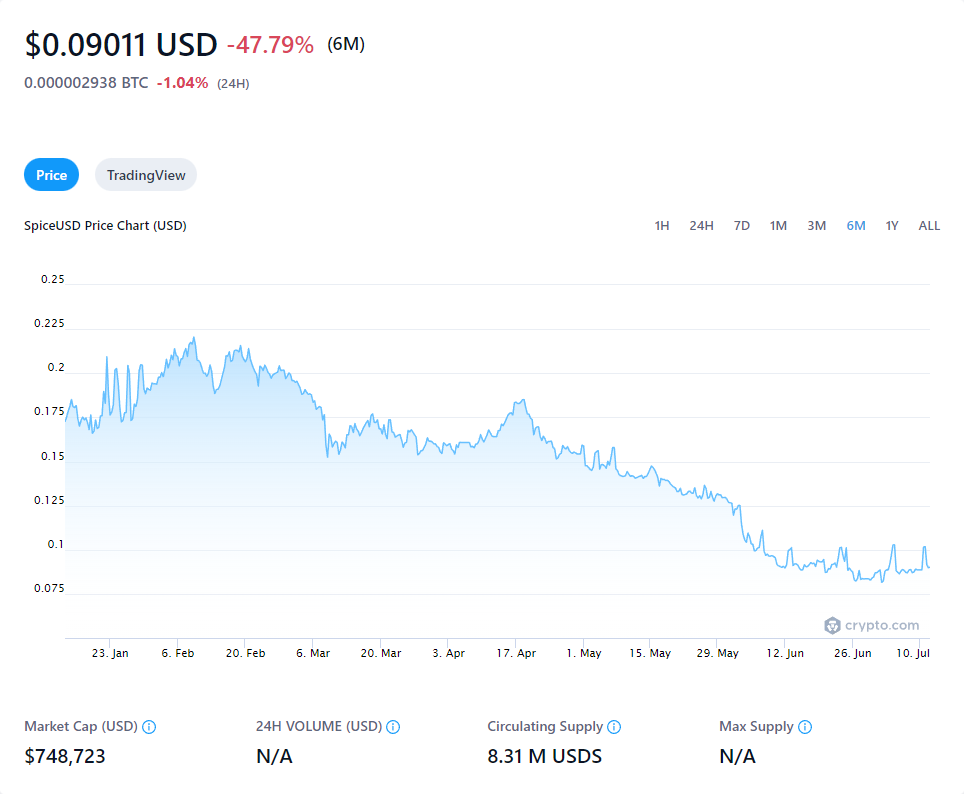 $0.09011 USD -47.79% (6M)
0.000002938 BTC -1.04% (24H)
Price TradingView
SpiceUSD Price Chart (USD) 1H 24H 7D 1M 3M 6M 1Y ALL
0.25
0.225
0.2
0.175
0.15
0.125
0.1
0.075
crypto.com
23. Jan 6. Feb 20. Feb 6. Mar 20. Mar 3. Apr 17. Apr 1. May 15. May 29. May 12. Jun 26. Jun 10. Jul
Market Cap (USD) 24H VOLUME (USD) Circulating Supply Max Supply
$748,723 N/A 8.31 M USDS N/A